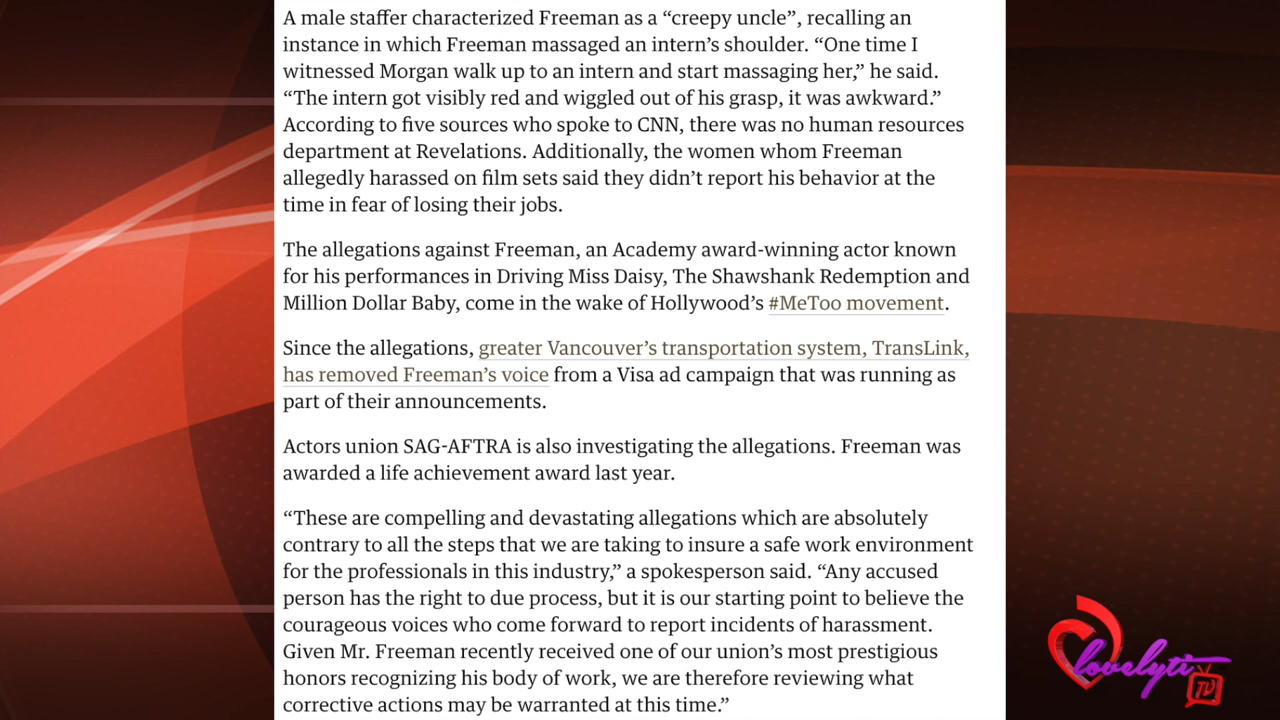 A male staffer characterized Freeman as a “creepy uncle”, recalling an
instance in which Freeman massaged an intern’s shoulder. “One time I
witnessed Morgan walk up to an intern and start massaging her,” he said.
“The intern got visibly red and wiggled out of his grasp, it was awkward.”
According to five sources who spoke to CNN, there was no human resources
department at Revelations. Additionally, the women whom Freeman
allegedly harassed on film sets said they didn’t report his behavior at the
time in fear of losing their jobs.
The allegations against Freeman, an Academy award-winning actor known
for his performances in Driving Miss Daisy, The Shawshank Redemption and
Million Dollar Baby, come in the wake of Hollywood’s #MeToo movement.
Since the allegations, greater Vancouver’s transportation system, TransLink,
has removed Freeman’s voice from a Visa ad campaign that was running as
part of their announcements.
Actors union SAG-AFTRA is also investigating the allegations. Freeman was
awarded a life achievement award last year.
“These are compelling and devastating allegations which are absolutely
contrary to all the steps that we are taking to insure a safe work environment
for the professionals in this industry,” a spokesperson said. “Any accused
person has the right to due process, but it is our starting point to believe the
courageous voices who come forward to report incidents of harassment.
Given Mr. Freeman recently received one of our union’s most prestigious
honors recognizing his body of work, we are therefore reviewing what
corrective actions may be warranted at this time.”
lovelyti
TV